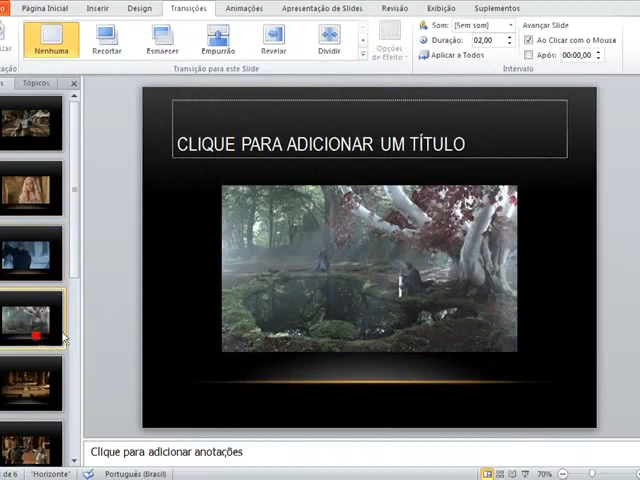 Página Inicial Inserir Design Transições Animações Apresentação de Slides Revisão Exibição Suplementos
Nenhuma Recortar Esmaecer Empurrão Revelar Dividir
Opções de Efeito
Som: [Sem som]
Duração: 02,00
Aplicar a Todos
Avançar Slide
Ao Clicar com o Mouse
Após: 00:00,00
Transição para este Slide
Intervalo
Tópicos
CLIQUE PARA ADICIONAR UM TÍTULO
Clique para adicionar anotações
de 6 "Horizonte" Português (Brasil) 70%